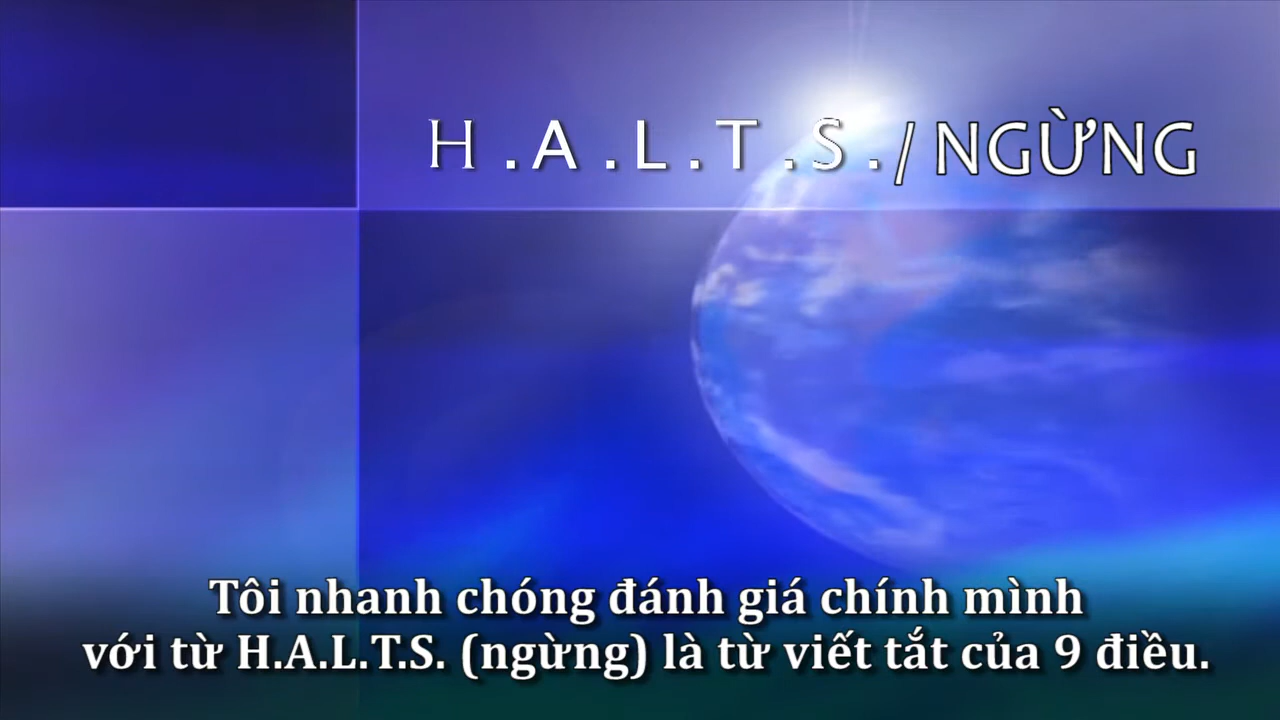 H.A.L.T.S./NGỪNG
Tôi nhanh chóng đánh giá chính mình
với từ H.A.L.T.S. (ngừng) là từ viết tắt của 9 điều.